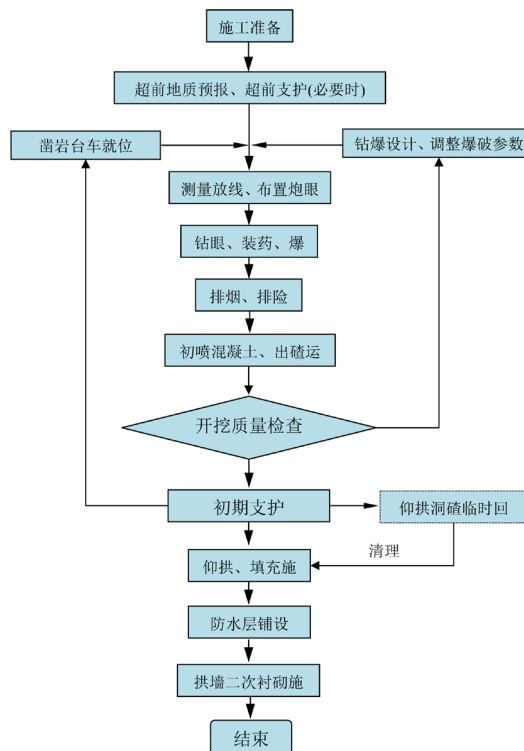 施工准备
超前地质预报、超前支护(必要时)
凿岩台车就位
钻爆设计、调整爆破参数
测量放线、布置炮眼
钻眼、装药、爆
排烟、排险
初喷混凝土、出碴运
开挖质量检查
初期支护
仰拱洞碴临时回
清理
仰拱、填充施
防水层铺设
拱墙二次衬砌施
结束